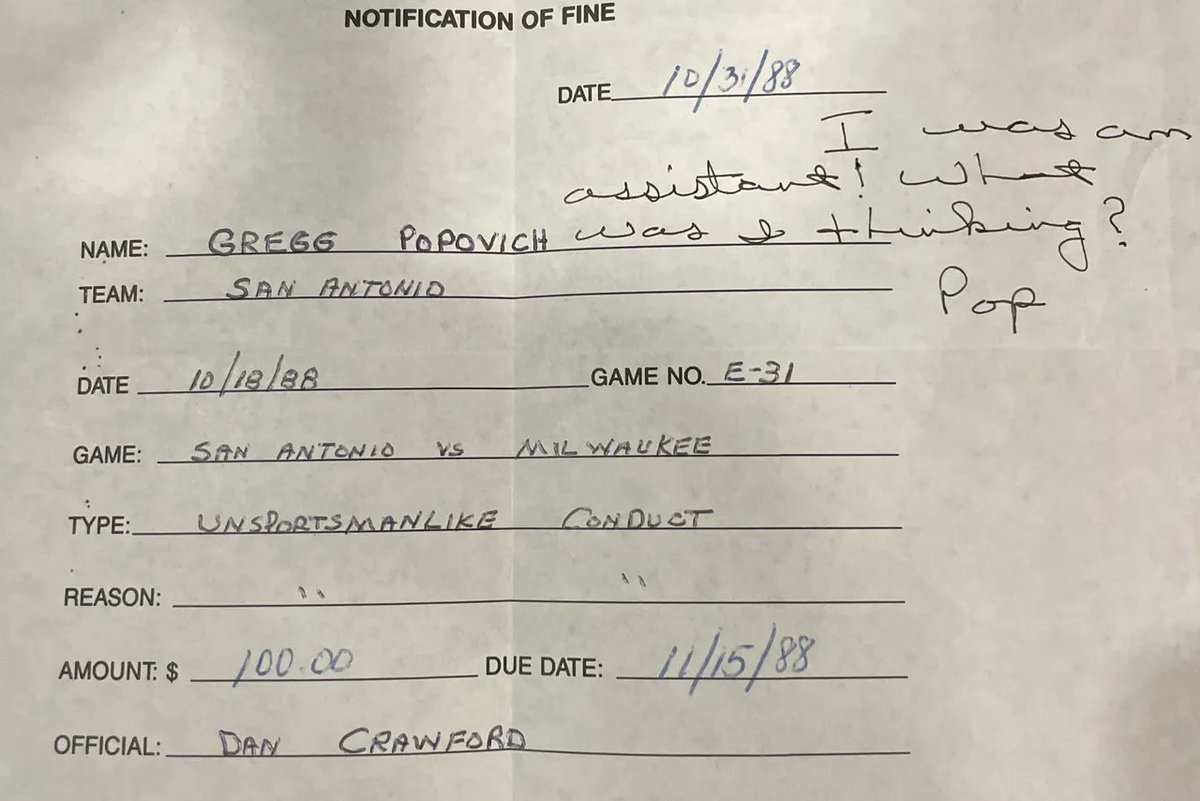 NOTIFICATION OF FINE
DATE 10/31/88
I was an
assistant! What
was I thinking?
Pop
NAME: GREGG POPOVICH
TEAM: SAN ANTONIO
DATE 10/18/88 GAME NO. E-31
GAME: SAN ANTONIO VS MILWAUKEE
TYPE: UNSPORTSMANLIKE CONDUCT
REASON: " "
AMOUNT: $ 100.00 DUE DATE: 11/15/88
OFFICIAL: DAN CRAWFORD